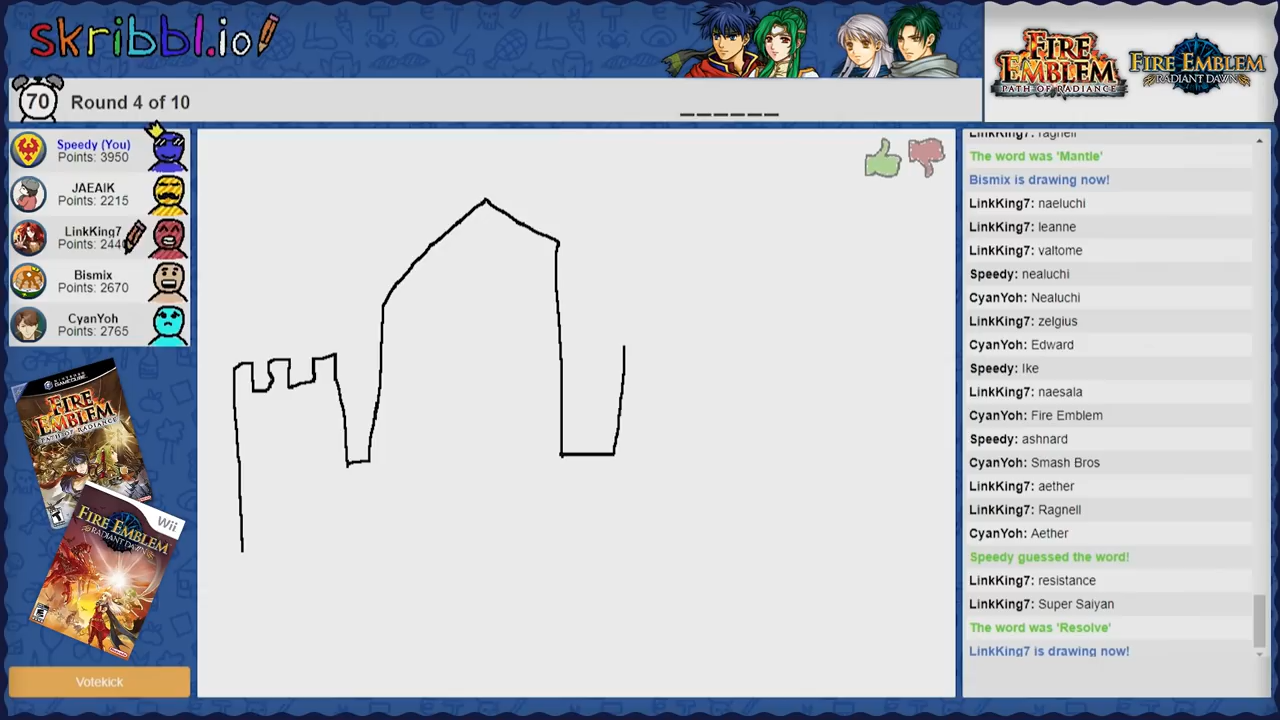 skribbl.io
FIRE EMBLEM
PATH OF RADIANCE
FIRE EMBLEM
RADIANT DAWN
70
Round 4 of 10
______
Speedy (You)
Points: 3950
JAEAIK
Points: 2215
LinkKing7
Points: 2440
Bismix
Points: 2670
CyanYoh
Points: 2765
LinkKing7: ragnell
The word was 'Mantle'
Bismix is drawing now!
LinkKing7: naeluchi
LinkKing7: leanne
LinkKing7: valtome
Speedy: nealuchi
CyanYoh: Nealuchi
LinkKing7: zelgius
CyanYoh: Edward
Speedy: Ike
LinkKing7: naesala
CyanYoh: Fire Emblem
Speedy: ashnard
CyanYoh: Smash Bros
LinkKing7: aether
LinkKing7: Ragnell
CyanYoh: Aether
Speedy guessed the word!
LinkKing7: resistance
LinkKing7: Super Saiyan
The word was 'Resolve'
LinkKing7 is drawing now!
FIRE EMBLEM
PATH OF RADIANCE
Wii
FIRE EMBLEM
RADIANT DAWN
Votekick